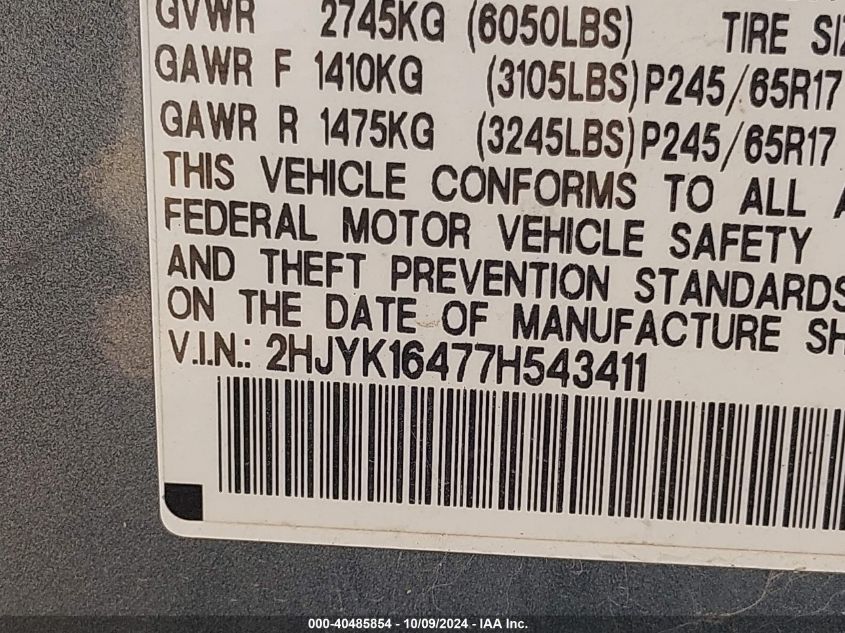 GVWR 2745KG (6050LBS) TIRE
GAWR F 1410KG (3105LBS) P245/65R17
GAWR R 1475KG (3245LBS) P245/65R17
THIS VEHICLE CONFORMS TO ALL
FEDERAL MOTOR VEHICLE SAFETY
AND THEFT PREVENTION STANDARDS
ON THE DATE OF MANUFACTURE
V.I.N.: 2HJYK16477H543411
000-40485854 - 10/09/2024 - IAA Inc.